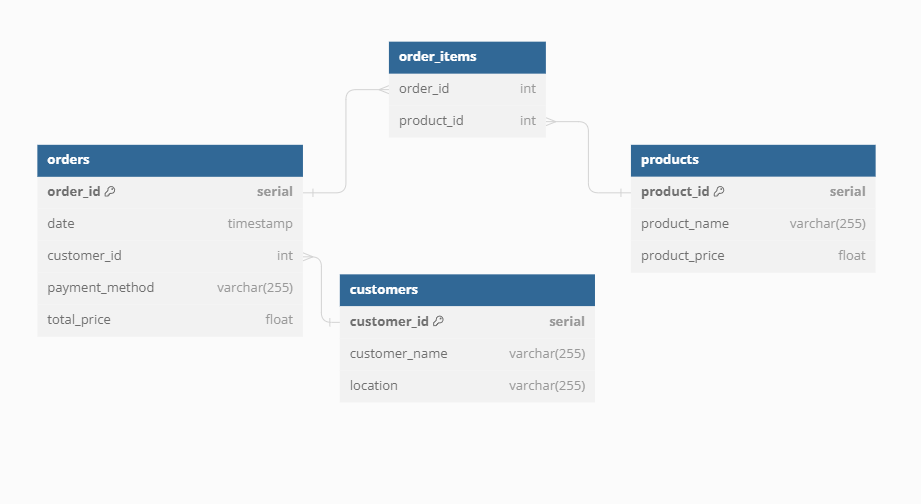 order_items
order_id int
product_id int
orders
order_id serial
date timestamp
customer_id int
payment_method varchar(255)
total_price float
products
product_id serial
product_name varchar(255)
product_price float
customers
customer_id serial
customer_name varchar(255)
location varchar(255)